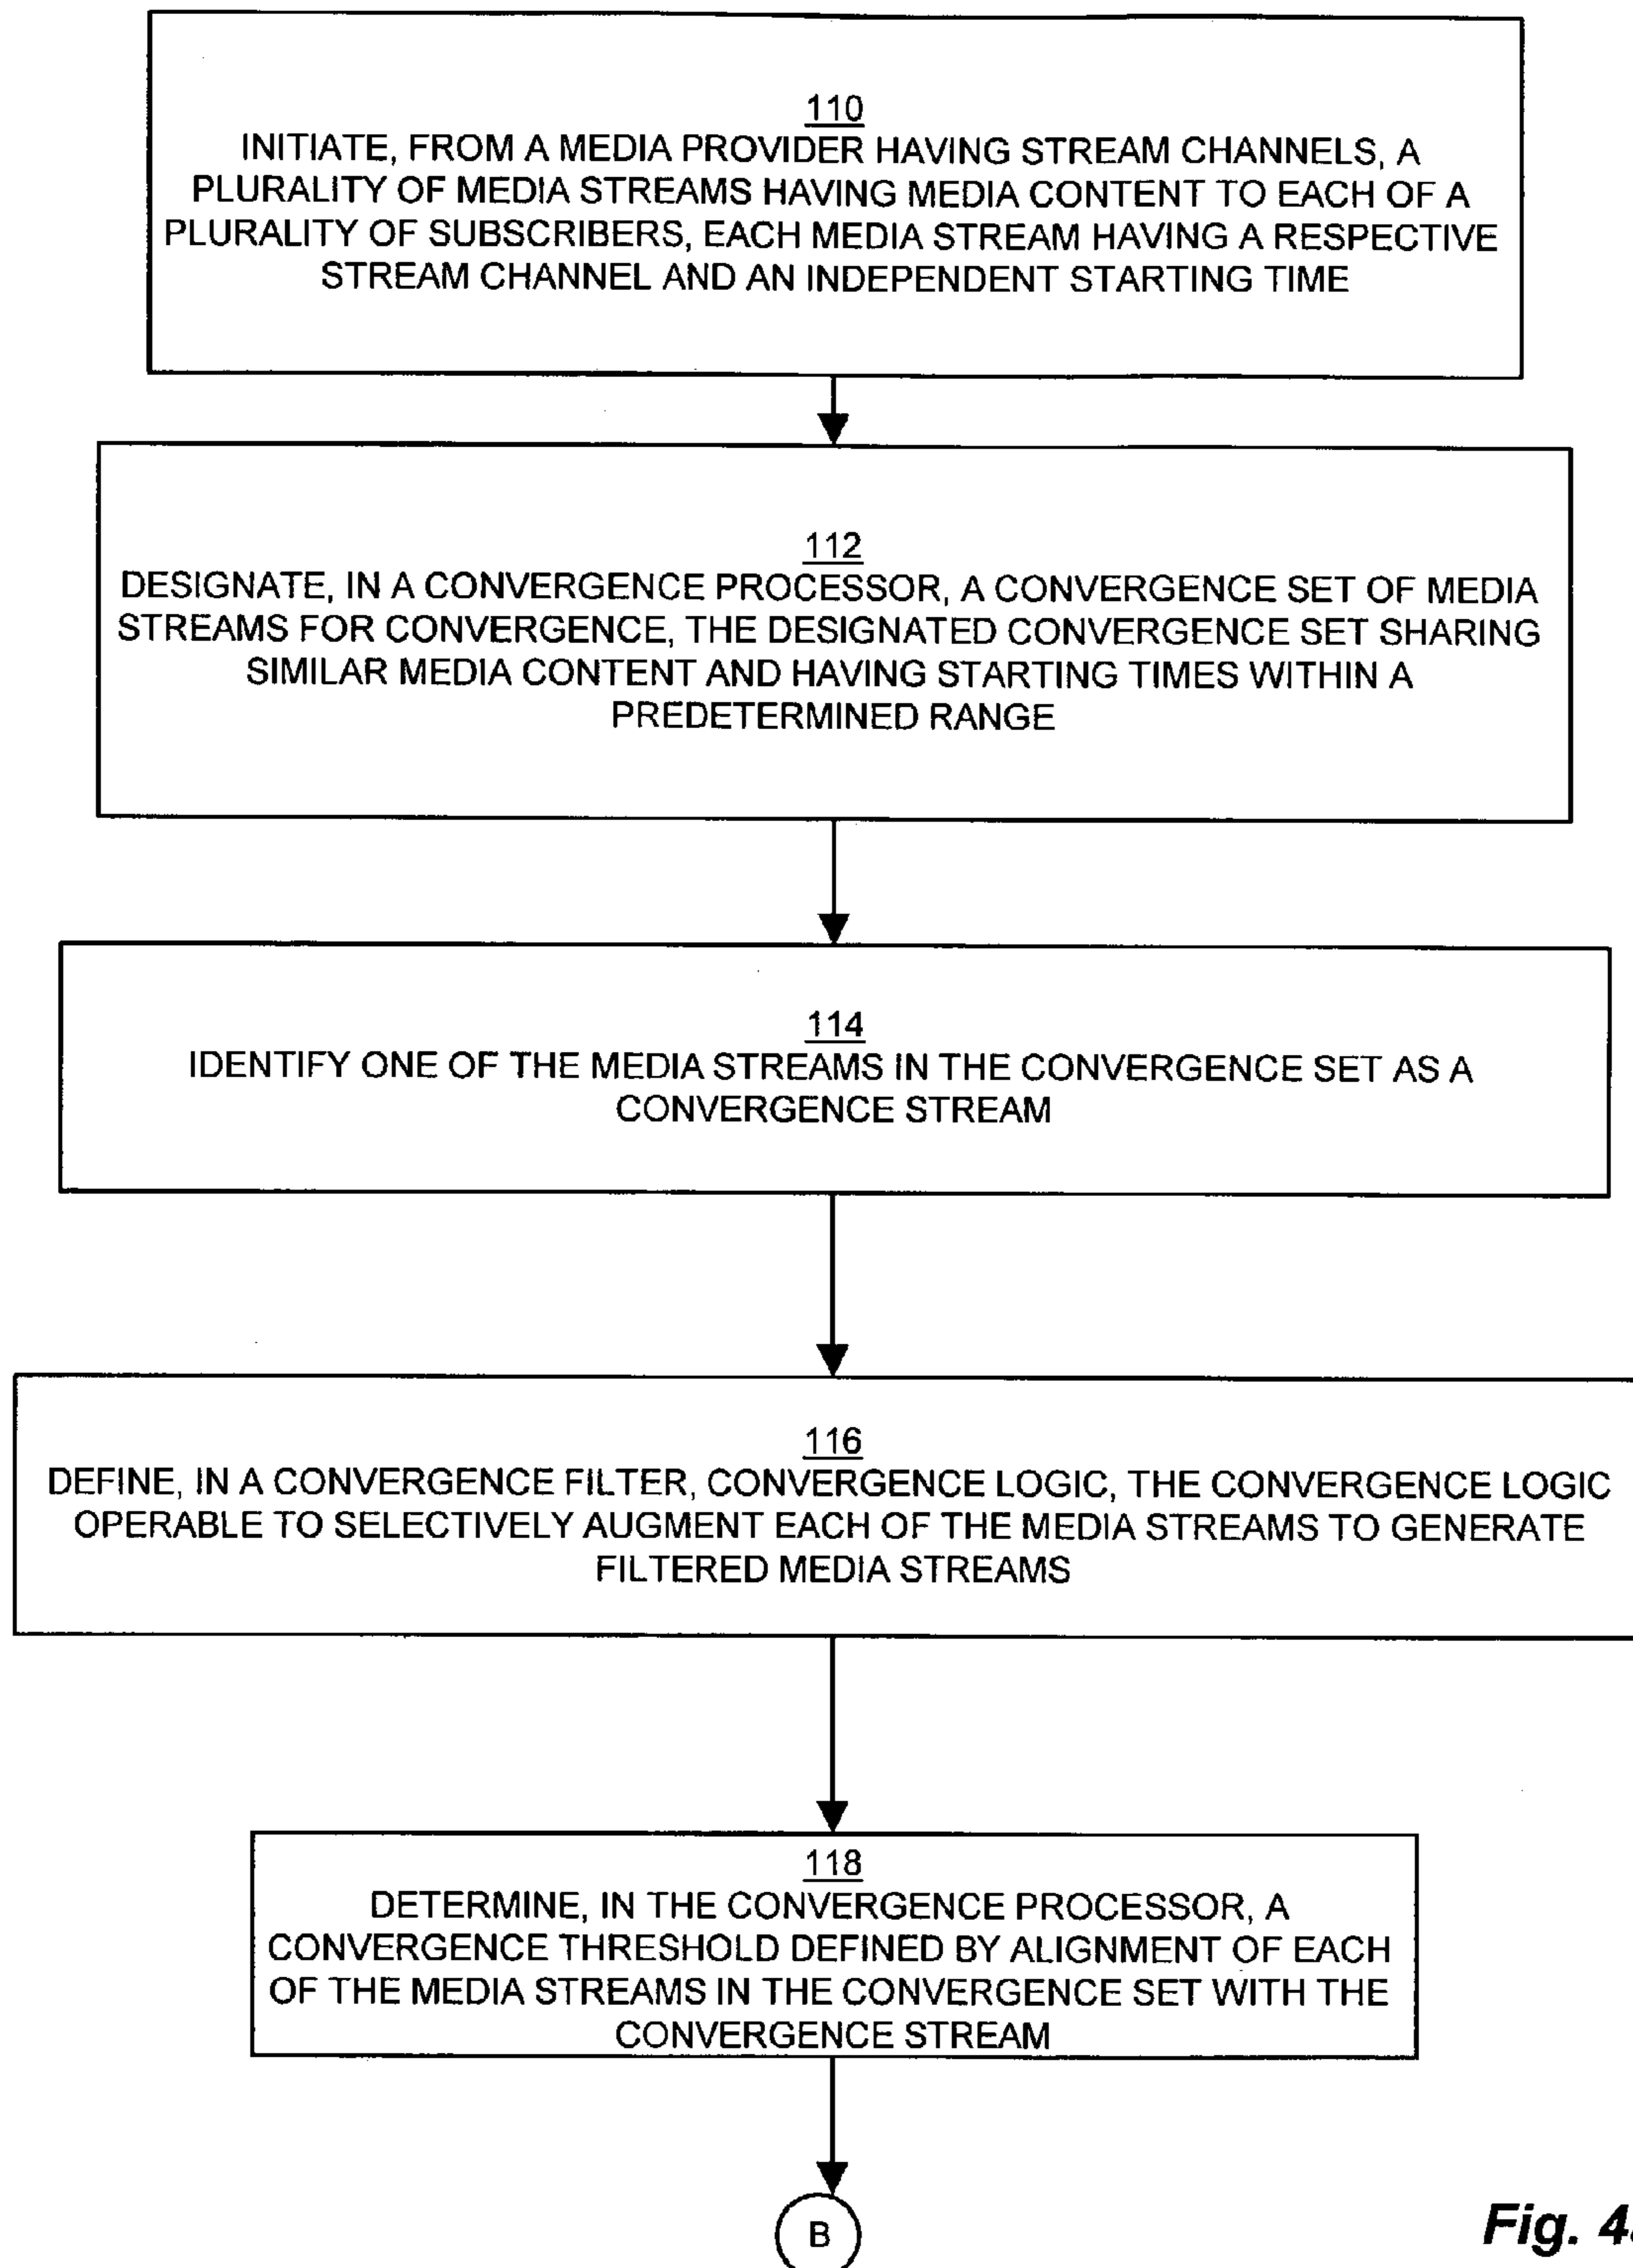 110
INITIATE, FROM A MEDIA PROVIDER HAVING STREAM CHANNELS, A
PLURALITY OF MEDIA STREAMS HAVING MEDIA CONTENT TO EACH OF A
PLURALITY OF SUBSCRIBERS, EACH MEDIA STREAM HAVING A RESPECTIVE
STREAM CHANNEL AND AN INDEPENDENT STARTING TIME
112
DESIGNATE, IN A CONVERGENCE PROCESSOR, A CONVERGENCE SET OF MEDIA
STREAMS FOR CONVERGENCE, THE DESIGNATED CONVERGENCE SET SHARING
SIMILAR MEDIA CONTENT AND HAVING STARTING TIMES WITHIN A
PREDETERMINED RANGE
114
IDENTIFY ONE OF THE MEDIA STREAMS IN THE CONVERGENCE SET AS A
CONVERGENCE STREAM
116
DEFINE, IN A CONVERGENCE FILTER, CONVERGENCE LOGIC, THE CONVERGENCE LOGIC
OPERABLE TO SELECTIVELY AUGMENT EACH OF THE MEDIA STREAMS TO GENERATE
FILTERED MEDIA STREAMS
118
DETERMINE, IN THE CONVERGENCE PROCESSOR, A
CONVERGENCE THRESHOLD DEFINED BY ALIGNMENT OF EACH
OF THE MEDIA STREAMS IN THE CONVERGENCE SET WITH THE
CONVERGENCE STREAM
B
Fig.